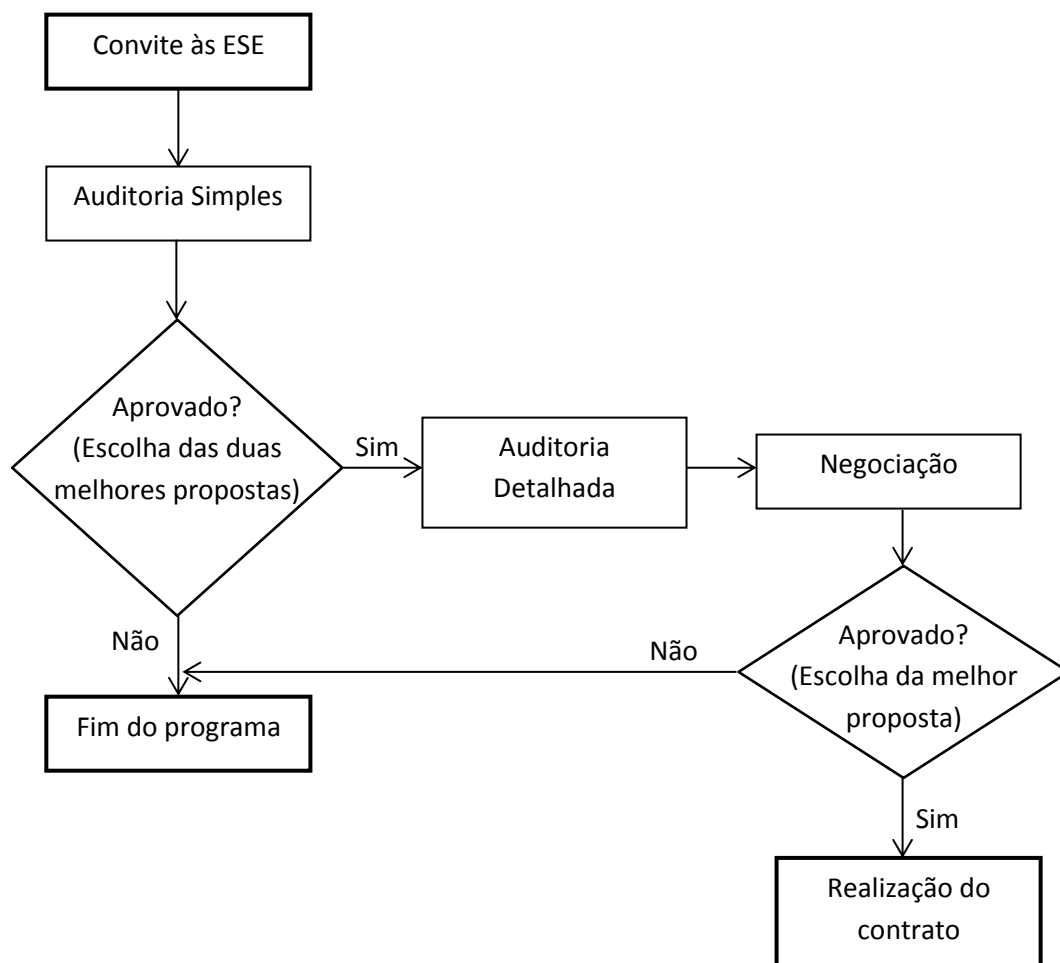 Convite às ESE
Auditoria Simples
Aprovado?
(Escolha das duas
melhores propostas)
Sim
Auditoria
Detalhada
Negociação
Não
Fim do programa
Não
Aprovado?
(Escolha da melhor
proposta)
Sim
Realização do
contrato